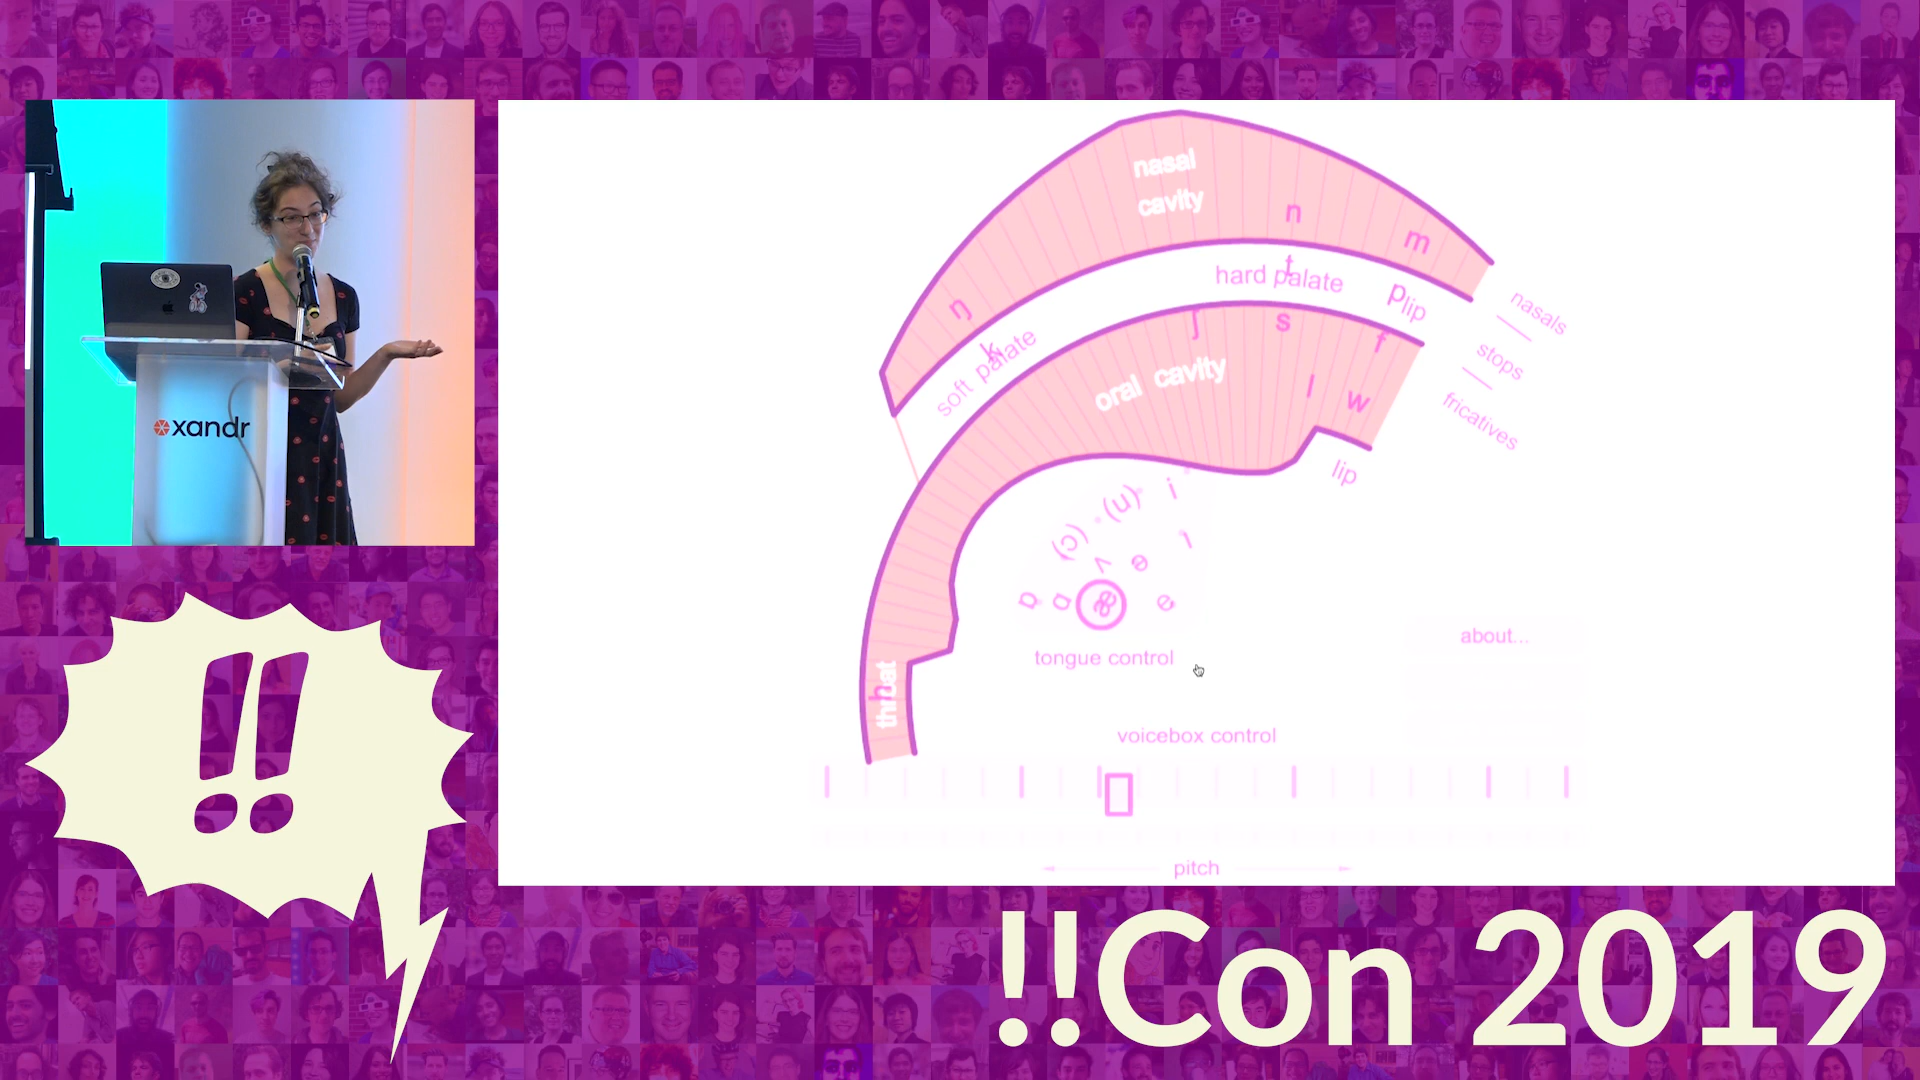 xandr
!!
nasal
cavity
n
m
ŋ
t
hard palate
p
lip
nasals
k
soft palate
ʃ
s
f
stops
oral cavity
l
w
fricatives
lip
(u)
i
(ɔ)
ʌ
ɪ
ɑ
ɒ
æ
tongue control
about...
throat
h
voicebox control
pitch
!!Con 2019